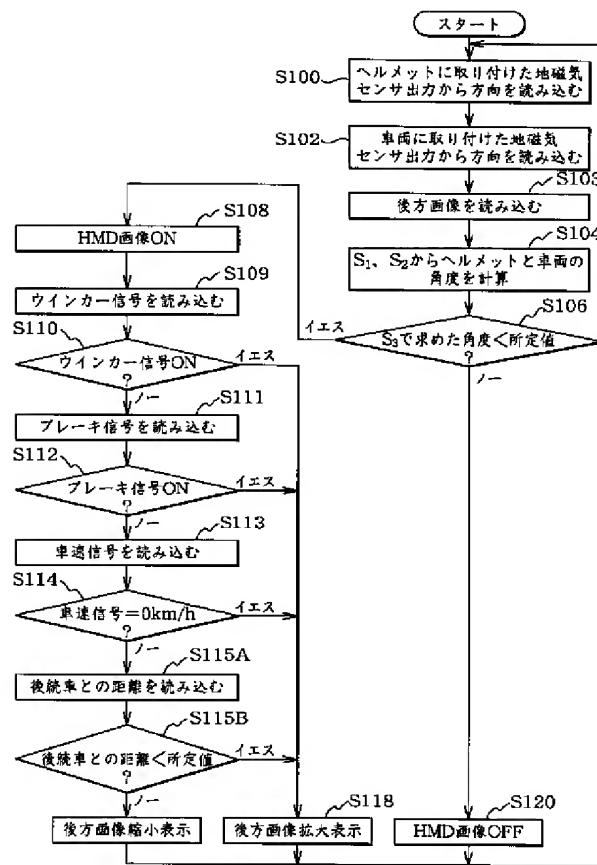 スタート
S100
ヘルメットに取り付けた地磁気
センサ出力から方向を読み込む
S102
車両に取り付けた地磁気
センサ出力から方向を読み込む
S103
後方画像を読み込む
S104
S₁、S₂からヘルメットと車両の
角度を計算
S106
S₃で求めた角度<所定値
?
イエス
ノー
S108
HMD画像ON
S109
ウインカー信号を読み込む
S110
ウインカー信号ON
?
イエス
ノー
S111
ブレーキ信号を読み込む
S112
ブレーキ信号ON
?
イエス
ノー
S113
車速信号を読み込む
S114
車速信号=0km/h
?
イエス
ノー
S115A
後続車との距離を読み込む
S115B
後続車との距離<所定値
?
イエス
ノー
後方画像縮小表示
S118
後方画像拡大表示
S120
HMD画像OFF